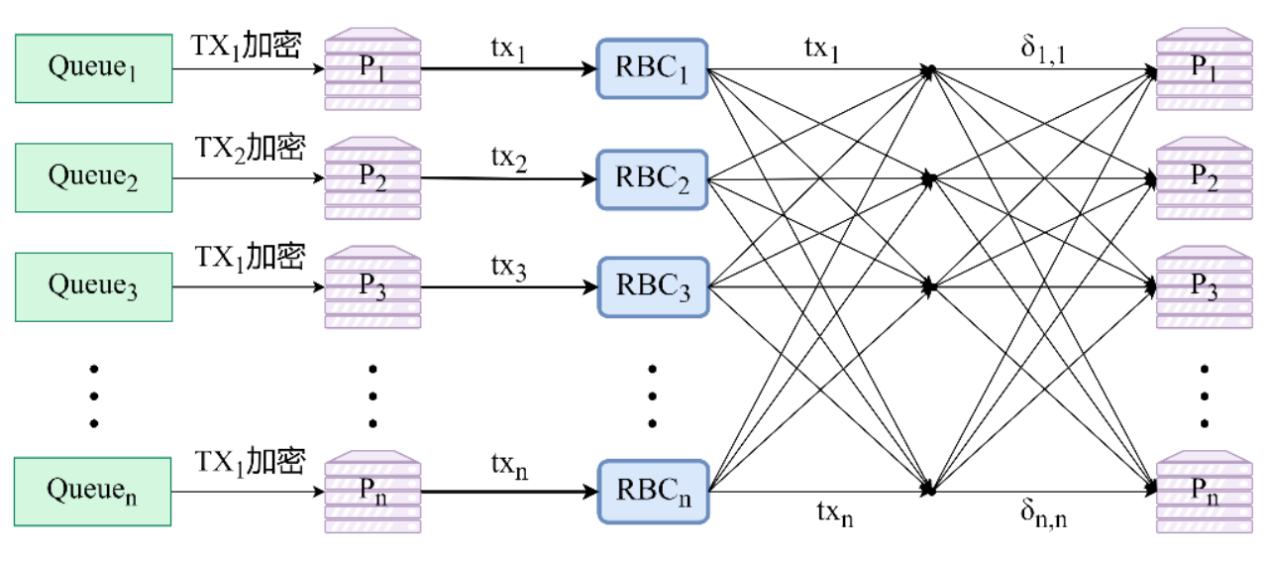 Queue₁ TX₁加密 P₁ tx₁ RBC₁ tx₁ δ₁,₁ P₁
Queue₂ TX₂加密 P₂ tx₂ RBC₂ P₂
Queue₃ TX₁加密 P₃ tx₃ RBC₃ P₃
Queueₙ TX₁加密 Pₙ txₙ RBCₙ txₙ δₙ,ₙ Pₙ